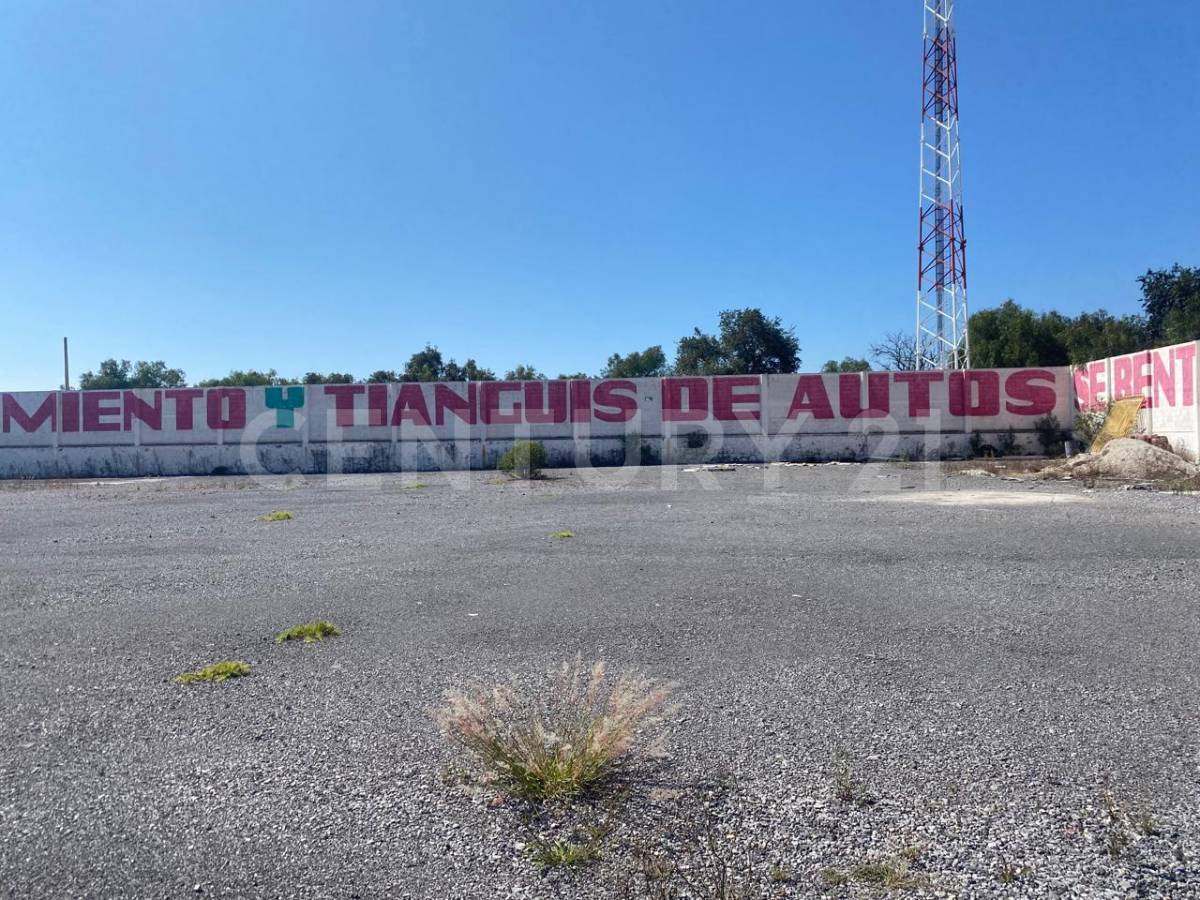 MIENTO Y TIANGUIS DE AUTOS
SE RENT
CENTURY 21